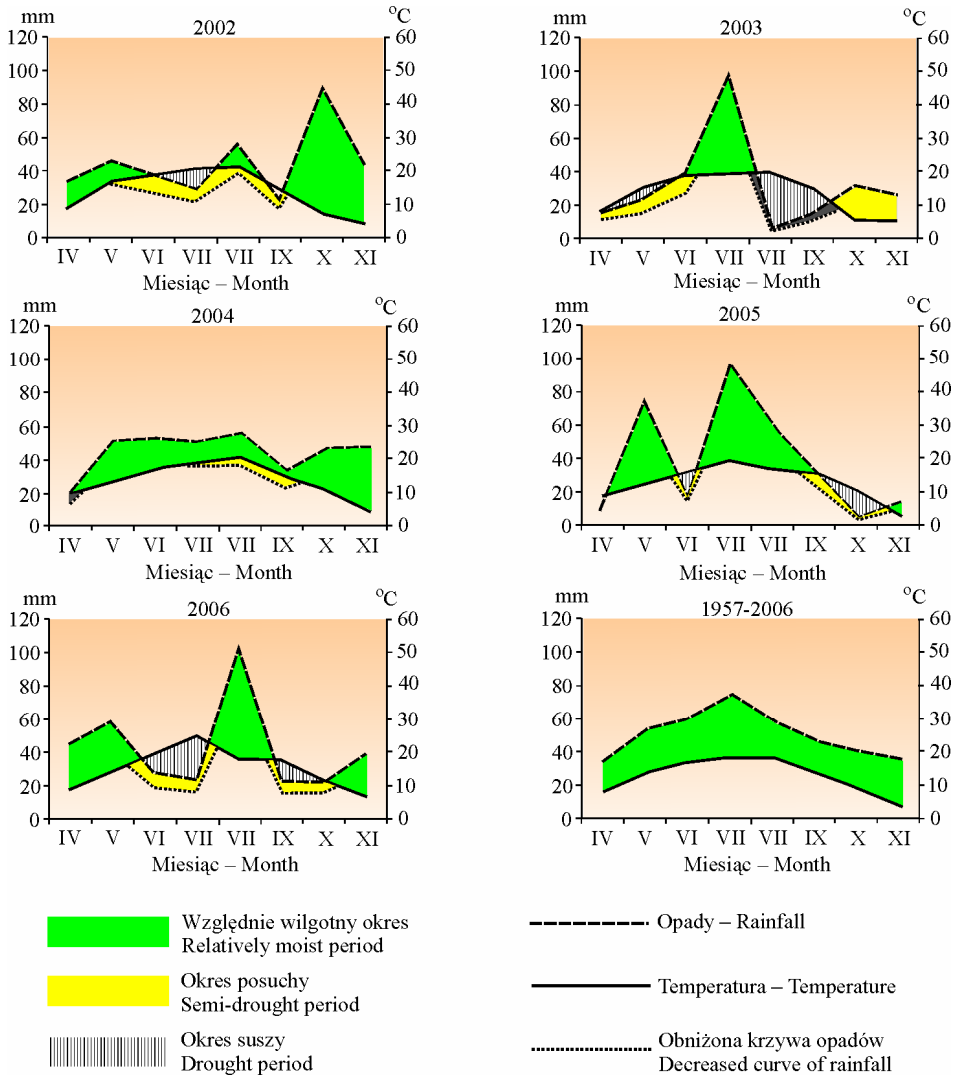 mm °C mm °C
2002 2003
120 60 120 60
100 50 100 50
80 40 80 40
60 30 60 30
40 20 40 20
20 10 20 10
0 0 0 0
IV V VI VII VII IX X XI IV V VI VII VII IX X XI
Miesiąc – Month Miesiąc – Month
mm °C mm °C
2004 2005
120 60 120 60
100 50 100 50
80 40 80 40
60 30 60 30
40 20 40 20
20 10 20 10
0 0 0 0
IV V VI VII VII IX X XI IV V VI VII VII IX X XI
Miesiąc – Month Miesiąc – Month
mm °C mm °C
2006 1957-2006
120 60 120 60
100 50 100 50
80 40 80 40
60 30 60 30
40 20 40 20
20 10 20 10
0 0 0 0
IV V VI VII VII IX X XI IV V VI VII VII IX X XI
Miesiąc – Month Miesiąc – Month
Względnie wilgotny okres
Relatively moist period
Okres posuchy
Semi-drought period
Okres suszy
Drought period
Opady – Rainfall
Temperatura – Temperature
Obniżona krzywa opadów
Decreased curve of rainfall